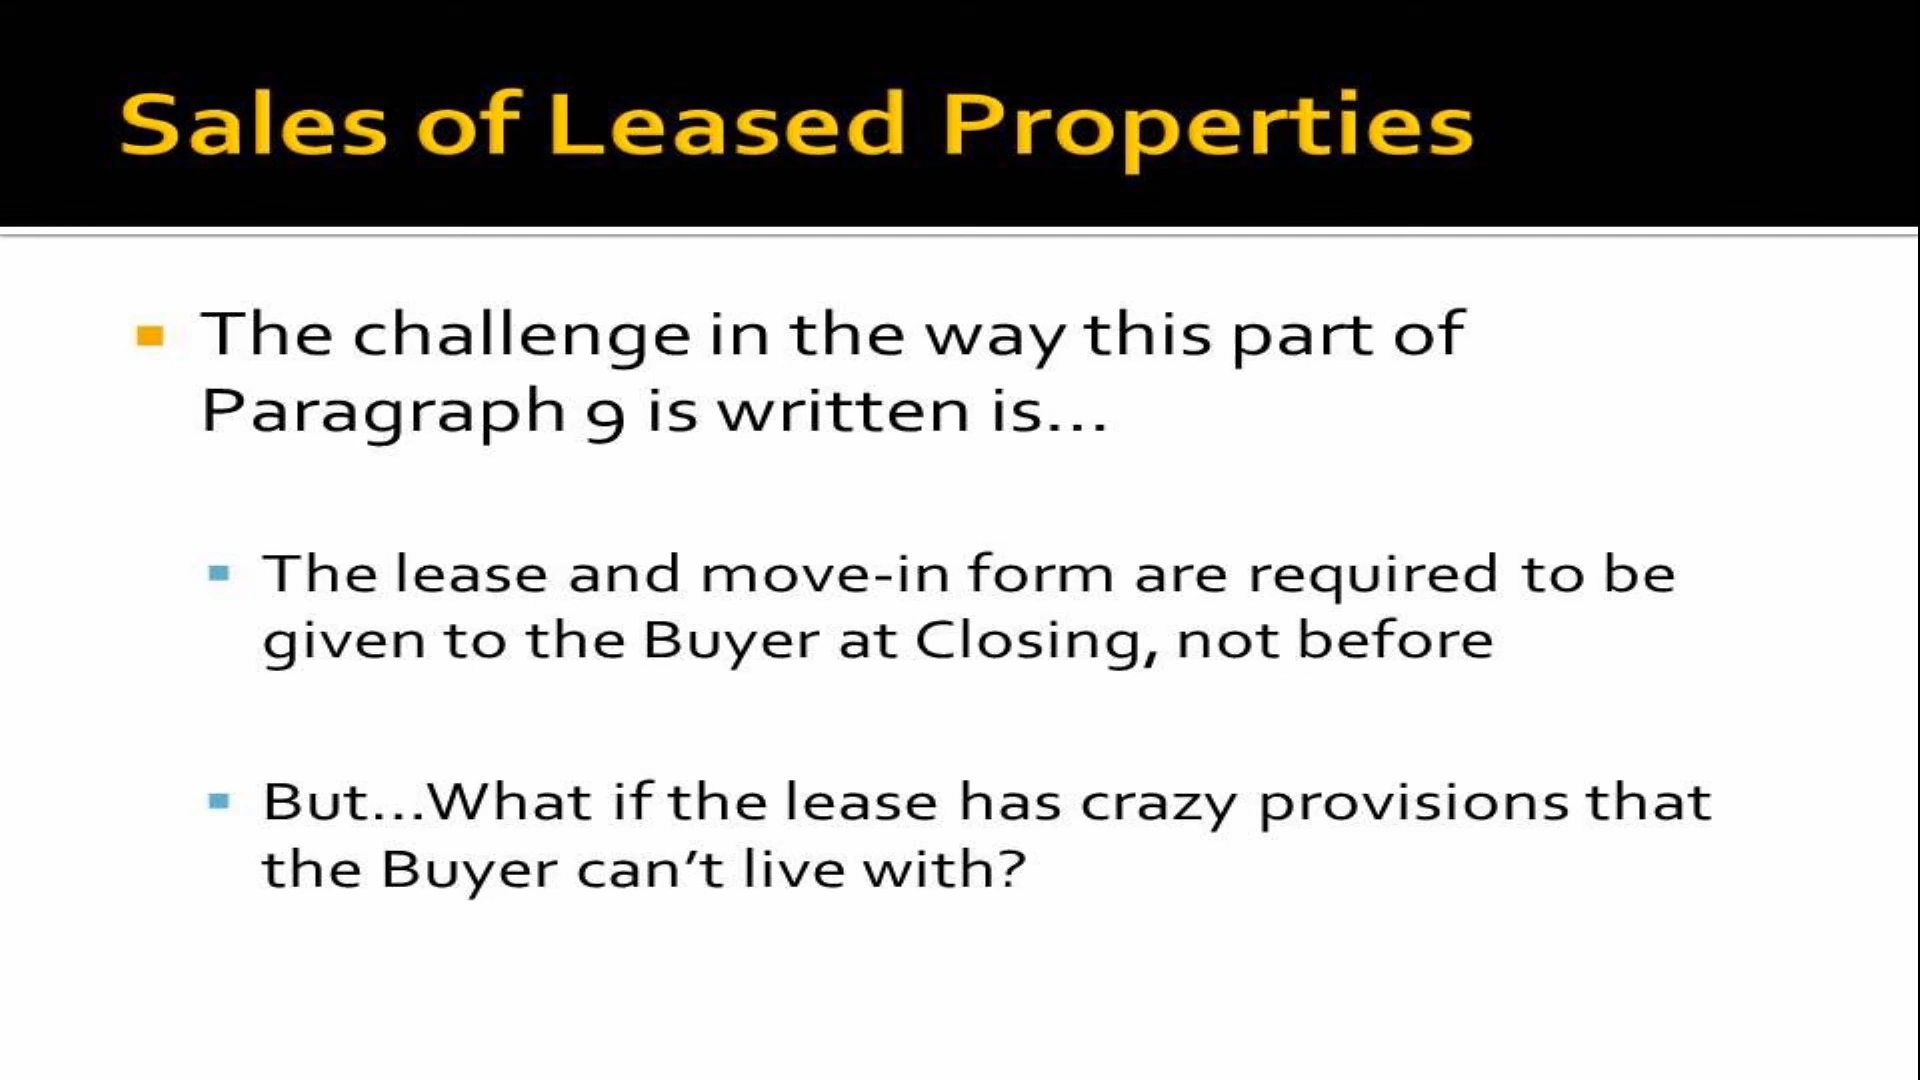 Sales of Leased Properties
The challenge in the way this part of
Paragraph 9 is written is...
The lease and move-in form are required to be
given to the Buyer at Closing, not before
But...What if the lease has crazy provisions that
the Buyer can’t live with?